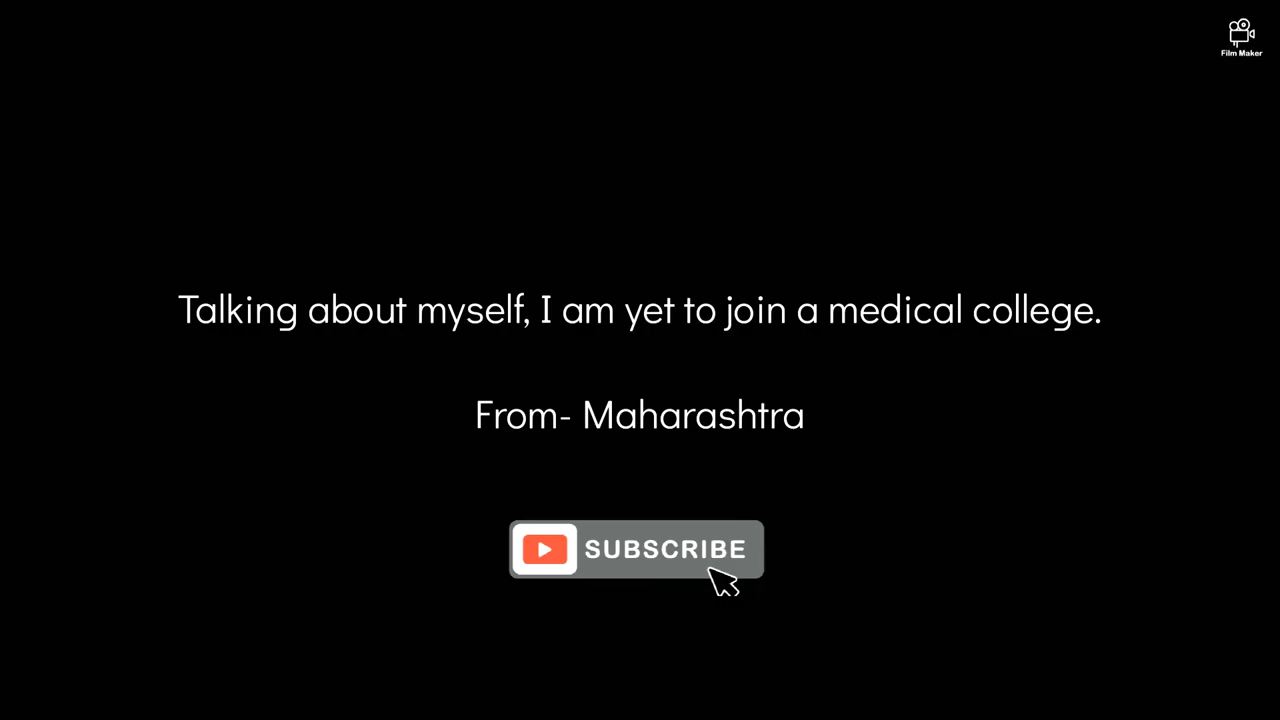 Film Maker
Talking about myself, I am yet to join a medical college.
From- Maharashtra
SUBSCRIBE